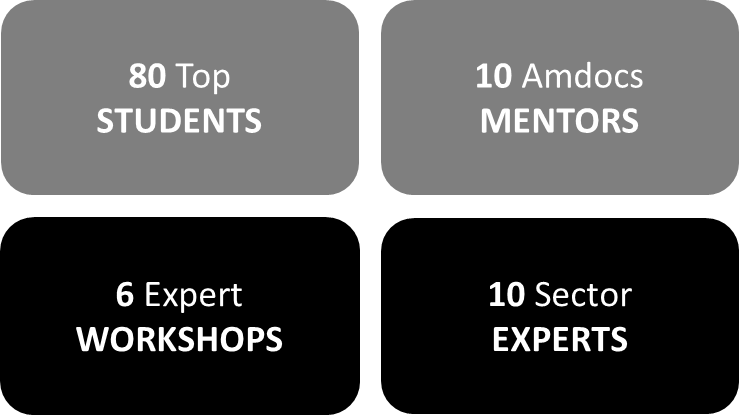 80 Top
STUDENTS
10 Amdocs
MENTORS
6 Expert
WORKSHOPS
10 Sector
EXPERTS